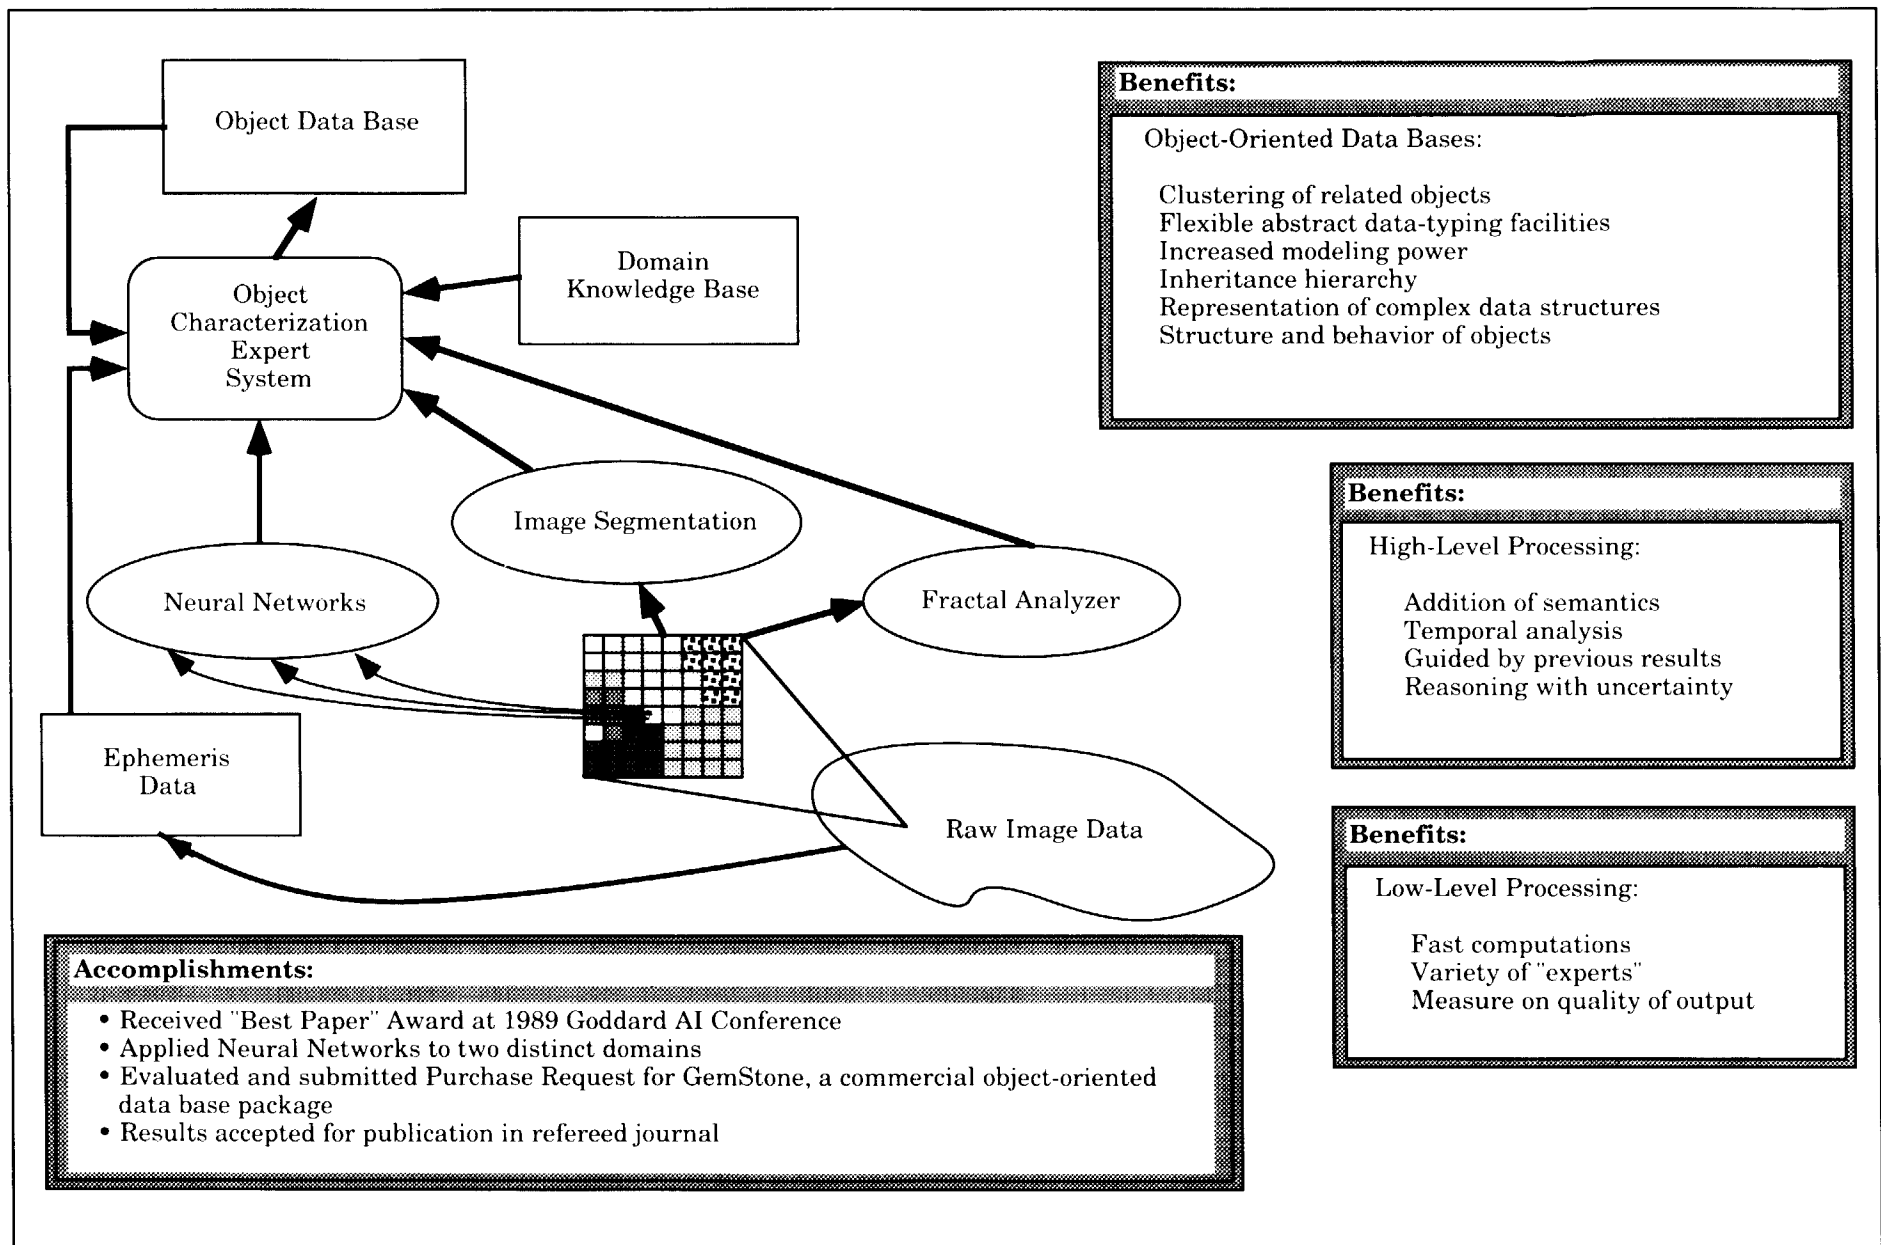 Object Data Base
Domain
Knowledge Base
Object
Characterization
Expert
System
Image Segmentation
Neural Networks
Fractal Analyzer
Ephemeris
Data
Raw Image Data
Benefits:
Object-Oriented Data Bases:
Clustering of related objects
Flexible abstract data-typing facilities
Increased modeling power
Inheritance hierarchy
Representation of complex data structures
Structure and behavior of objects
Benefits:
High-Level Processing:
Addition of semantics
Temporal analysis
Guided by previous results
Reasoning with uncertainty
Benefits:
Low-Level Processing:
Fast computations
Variety of "experts"
Measure on quality of output
Accomplishments:
• Received "Best Paper" Award at 1989 Goddard AI Conference
• Applied Neural Networks to two distinct domains
• Evaluated and submitted Purchase Request for GemStone, a commercial object-oriented
data base package
• Results accepted for publication in refereed journal